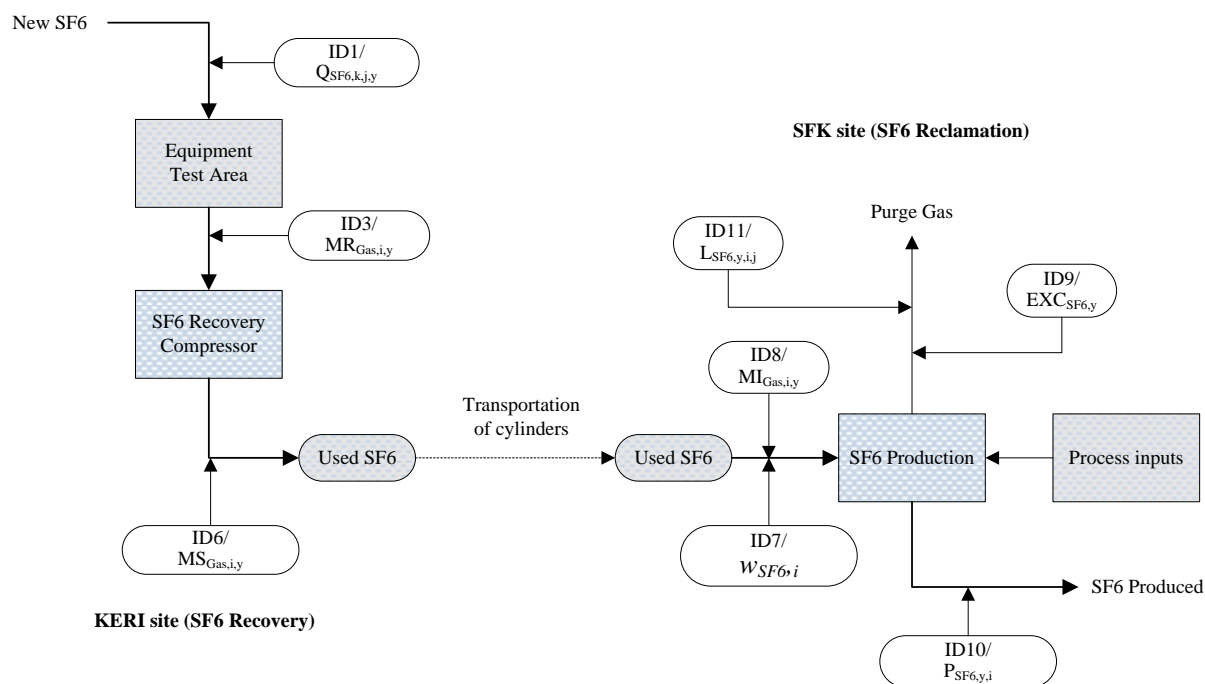 New SF6
ID1/
QSF6,k,j,y
Equipment
Test Area
ID3/
MRGas,i,y
SF6 Recovery
Compressor
Used SF6
ID6/
MSGas,i,y
KERI site (SF6 Recovery)
Transportation
of cylinders
SFK site (SF6 Reclamation)
Purge Gas
ID11/
LSF6,y,i,j
ID9/
EXCSF6,y
ID8/
MIGas,i,y
Used SF6
SF6 Production
Process inputs
ID7/
wSF6,i
SF6 Produced
ID10/
PSF6,y,i